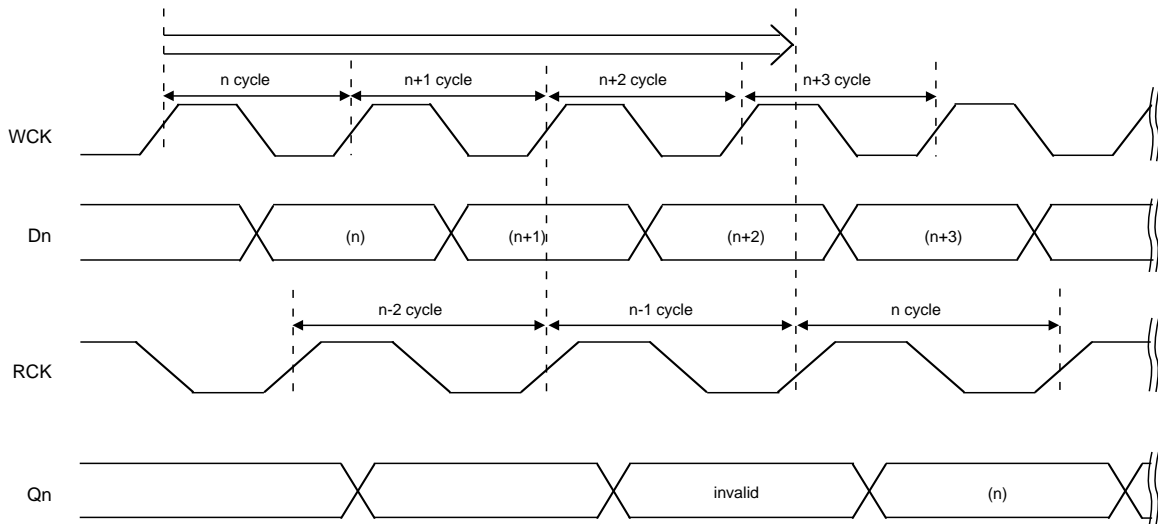 n cycle n+1 cycle n+2 cycle n+3 cycle
WCK
Dn (n) (n+1) (n+2) (n+3)
n-2 cycle n-1 cycle n cycle
RCK
Qn invalid (n)